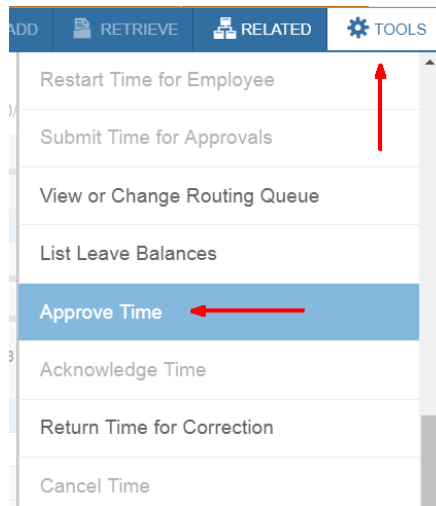 ADD RETRIEVE RELATED TOOLS
Restart Time for Employee
Submit Time for Approvals
View or Change Routing Queue
List Leave Balances
Approve Time
Acknowledge Time
Return Time for Correction
Cancel Time